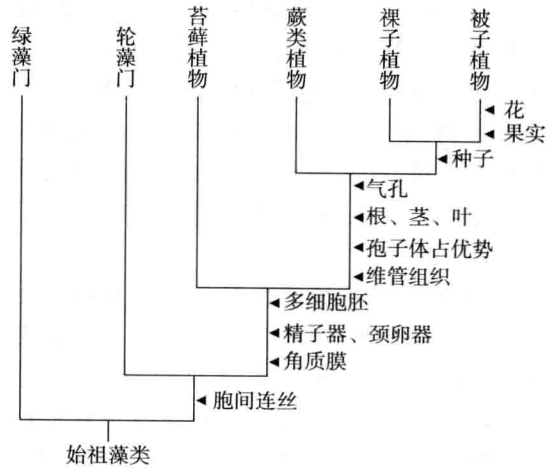 绿藻门
轮藻门
苔藓植物
蕨类植物
裸子植物
被子植物
花
果实
种子
气孔
根、茎、叶
孢子体占优势
维管组织
多细胞胚
精子器、颈卵器
角质膜
胞间连丝
始祖藻类